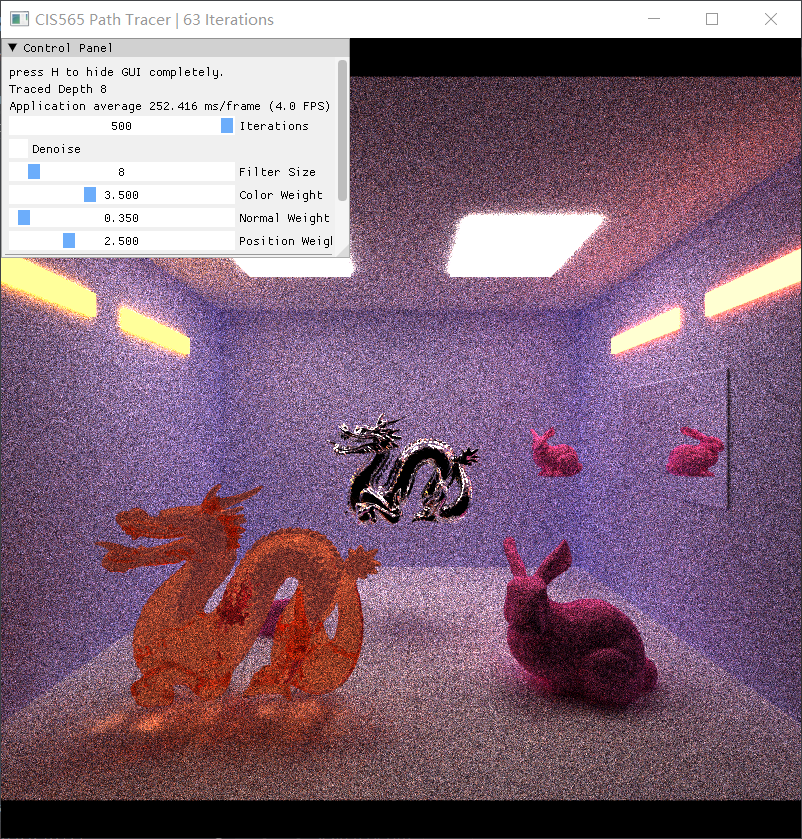 CIS565 Path Tracer | 63 Iterations
Control Panel
press H to hide GUI completely.
Traced Depth 8
Application average 252.416 ms/frame (4.0 FPS)
500 Iterations
Denoise
8 Filter Size
3.500 Color Weight
0.350 Normal Weight
2.500 Position Weigh